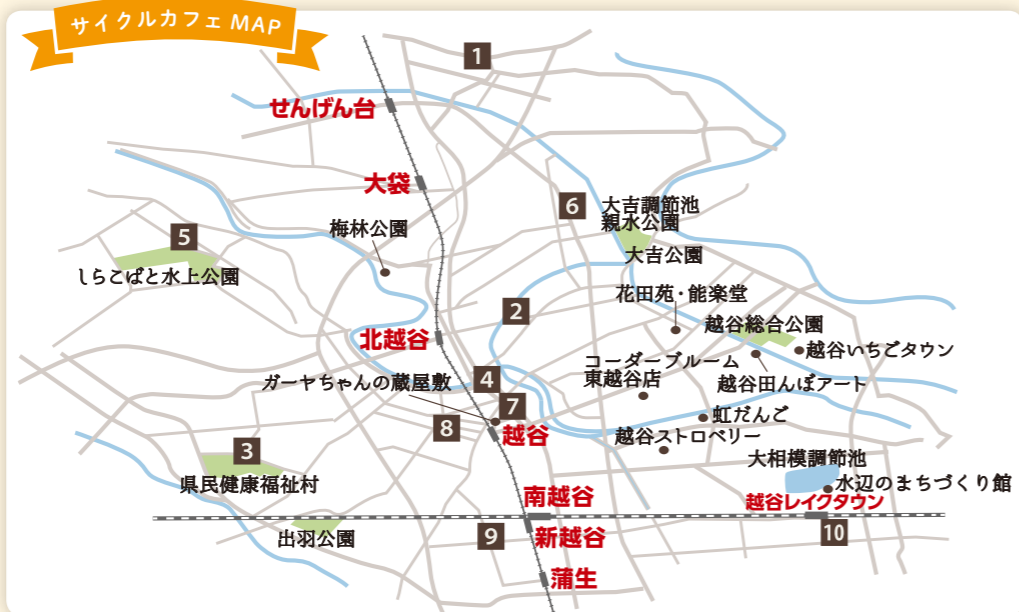 サイクルカフェ MAP
1
せんげん台
大袋
6
大吉調節池
親水公園
梅林公園
5
大吉公園
しらこばと水上公園
花田苑・能楽堂
2
越谷総合公園
北越谷
越谷いちごタウン
コーダーブルーム
東越谷店
4
ガーヤちゃんの蔵屋敷
越谷田んぼアート
7
虹だんご
8
越谷
越谷ストロベリー
3
大相模調節池
県民健康福祉村
水辺のまちづくり館
南越谷
越谷レイクタウン
出羽公園
9
新越谷
10
蒲生